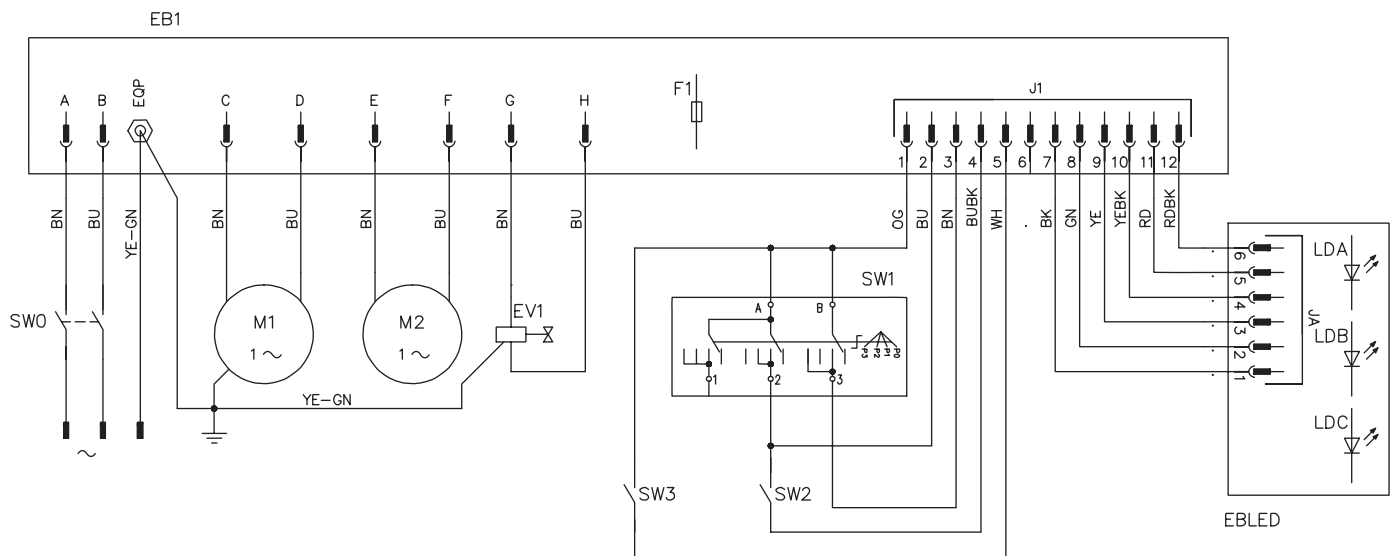 EB1
A B EQP C D E F G H F1 J1
1 2 3 4 5 6 7 8 9 10 11 12
BN BU YE-GN BN BU BN BU BN BU OG BU BN BUBK WH . BK GN YE YEBK RD RDBK
SW0
M1
1~
M2
1~
EV1
YE-GN
~
SW1
A B
P3 P2 P1 P0
1 2 3
SW3 SW2
6 5 4 3 2 1
JA
LDA
LDB
LDC
EBLED